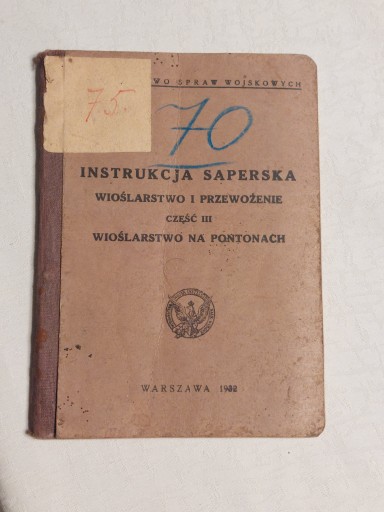 WO SPRAW WOJSKOWYCH
75
70
INSTRUKCJA SAPERSKA
WIOŚLARSTWO I PRZEWOŻENIE
CZĘŚĆ III
WIOŚLARSTWO NA PONTONACH
WARSZAWA